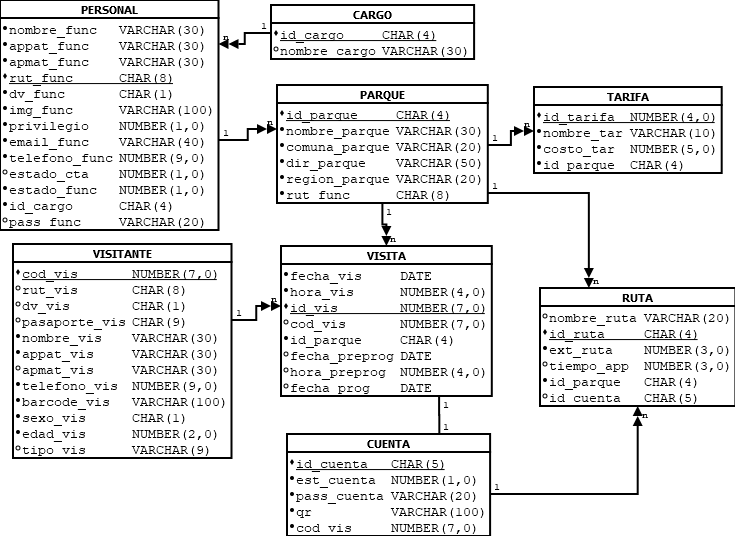 PERSONAL
nombre_func VARCHAR(30)
appat_func VARCHAR(30)
apmat_func VARCHAR(30)
rut_func CHAR(8)
dv_func CHAR(1)
img_func VARCHAR(100)
privilegio NUMBER(1,0)
email_func VARCHAR(40)
telefono_func NUMBER(9,0)
estado_cta NUMBER(1,0)
estado_func NUMBER(1,0)
id_cargo CHAR(4)
pass_func VARCHAR(20)
CARGO
id_cargo CHAR(4)
nombre_cargo VARCHAR(30)
1
n
PARQUE
id_parque CHAR(4)
nombre_parque VARCHAR(30)
comuna_parque VARCHAR(20)
dir_parque VARCHAR(50)
region_parque VARCHAR(20)
rut_func CHAR(8)
1
n
TARIFA
id_tarifa NUMBER(4,0)
nombre_tar VARCHAR(10)
costo_tar NUMBER(5,0)
id_parque CHAR(4)
1
n
1
n
1
n
VISITANTE
cod_vis NUMBER(7,0)
rut_vis CHAR(8)
dv_vis CHAR(1)
pasaporte_vis CHAR(9)
nombre_vis VARCHAR(30)
appat_vis VARCHAR(30)
apmat_vis VARCHAR(30)
telefono_vis NUMBER(9,0)
barcode_vis VARCHAR(100)
sexo_vis CHAR(1)
edad_vis NUMBER(2,0)
tipo_vis VARCHAR(9)
1
n
VISITA
fecha_vis DATE
hora_vis NUMBER(4,0)
id_vis NUMBER(7,0)
cod_vis NUMBER(7,0)
id_parque CHAR(4)
fecha_preprog DATE
hora_preprog NUMBER(4,0)
fecha_prog DATE
RUTA
nombre_ruta VARCHAR(20)
id_ruta CHAR(4)
ext_ruta NUMBER(3,0)
tiempo_app NUMBER(3,0)
id_parque CHAR(4)
id_cuenta CHAR(5)
1
1
CUENTA
id_cuenta CHAR(5)
est_cuenta NUMBER(1,0)
pass_cuenta VARCHAR(20)
qr VARCHAR(100)
cod_vis NUMBER(7,0)
1
n